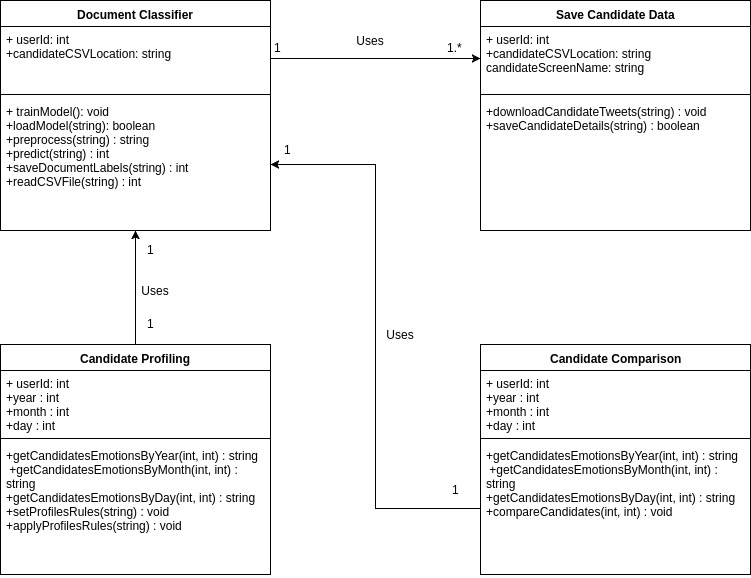 Document Classifier
+ userId: int
+candidateCSVLocation: string
+ trainModel(): void
+loadModel(string): boolean
+preprocess(string) : string
+predict(string) : int
+saveDocumentLabels(string) : int
+readCSVFile(string) : int
1
Uses
1.*
Save Candidate Data
+ userId: int
+candidateCSVLocation: string
candidateScreenName: string
+downloadCandidateTweets(string) : void
+saveCandidateDetails(string) : boolean
1
1
Uses
1
Uses
Candidate Profiling
+ userId: int
+year : int
+month : int
+day : int
+getCandidatesEmotionsByYear(int, int) : string
+getCandidatesEmotionsByMonth(int, int) :
string
+getCandidatesEmotionsByDay(int, int) : string
+setProfilesRules(string) : void
+applyProfilesRules(string) : void
1
Candidate Comparison
+ userId: int
+year : int
+month : int
+day : int
+getCandidatesEmotionsByYear(int, int) : string
+getCandidatesEmotionsByMonth(int, int) :
string
+getCandidatesEmotionsByDay(int, int) : string
+compareCandidates(int, int) : void